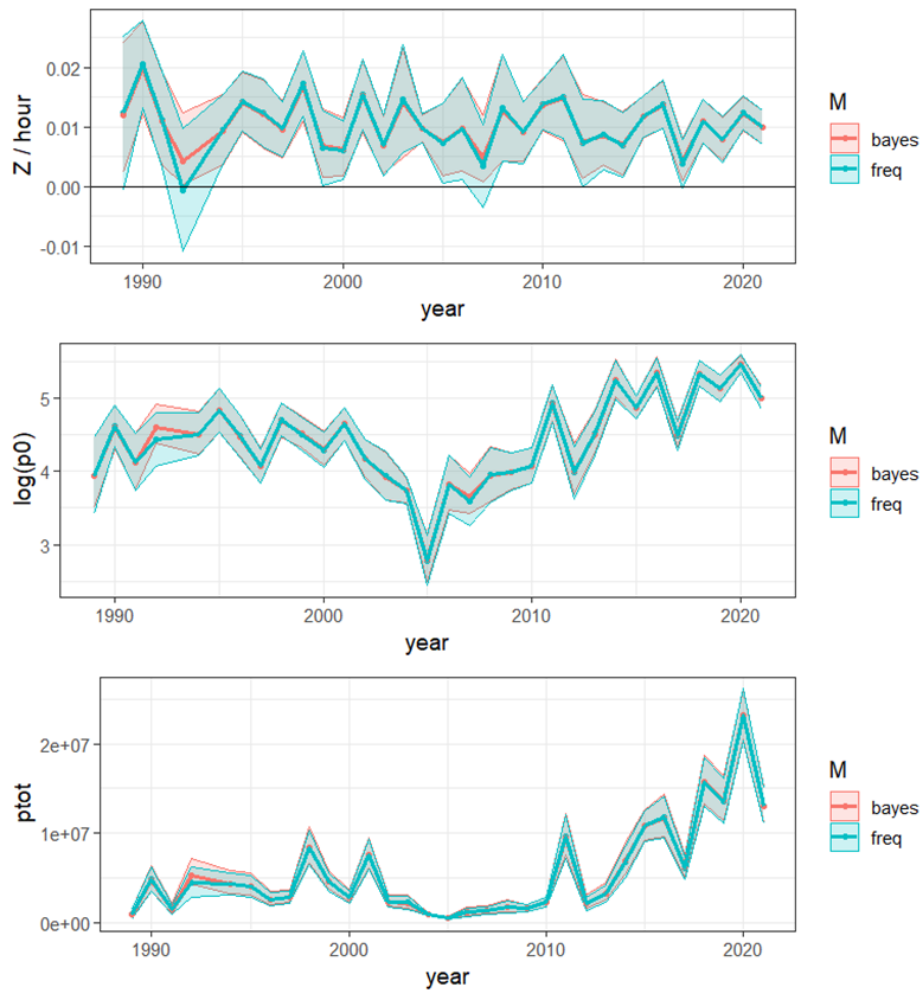 0.02
0.01
0.00
-0.01
Z / hour
1990
2000
2010
2020
year
M
bayes
freq
5
4
3
log(p0)
1990
2000
2010
2020
year
M
bayes
freq
2e+07
1e+07
0e+00
ptot
1990
2000
2010
2020
year
M
bayes
freq